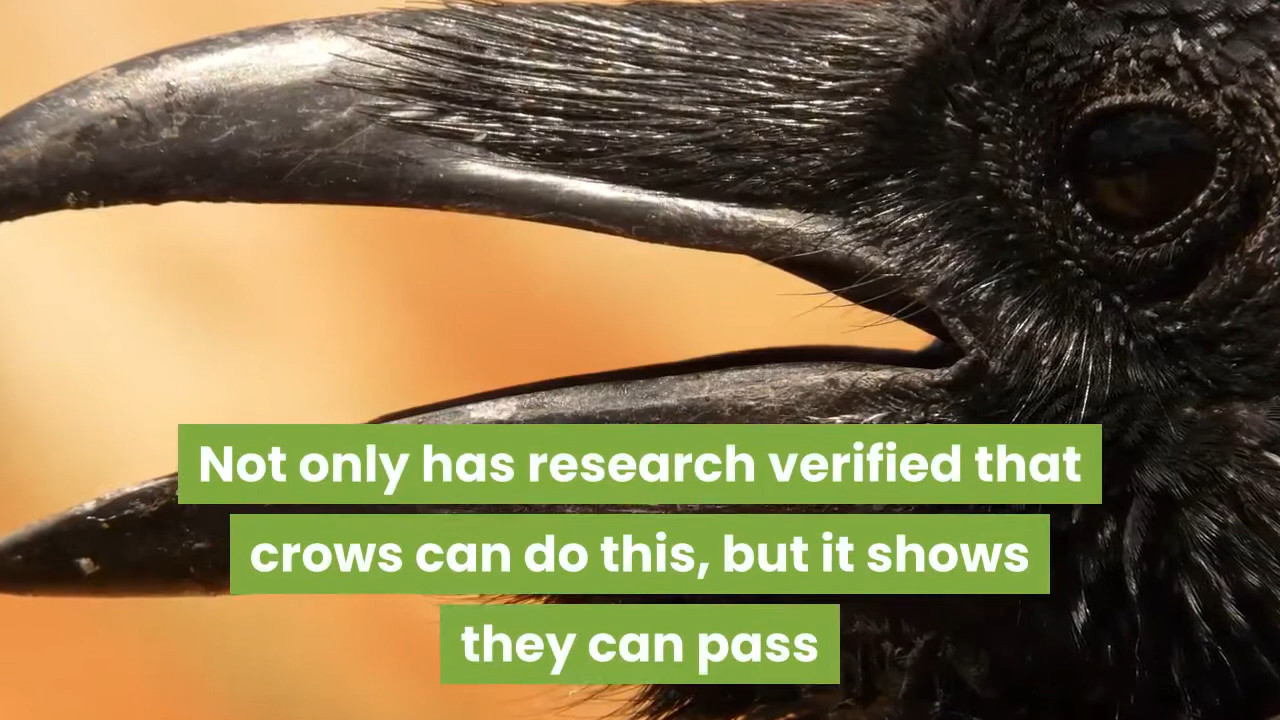 Not only has research verified that
crows can do this, but it shows
they can pass